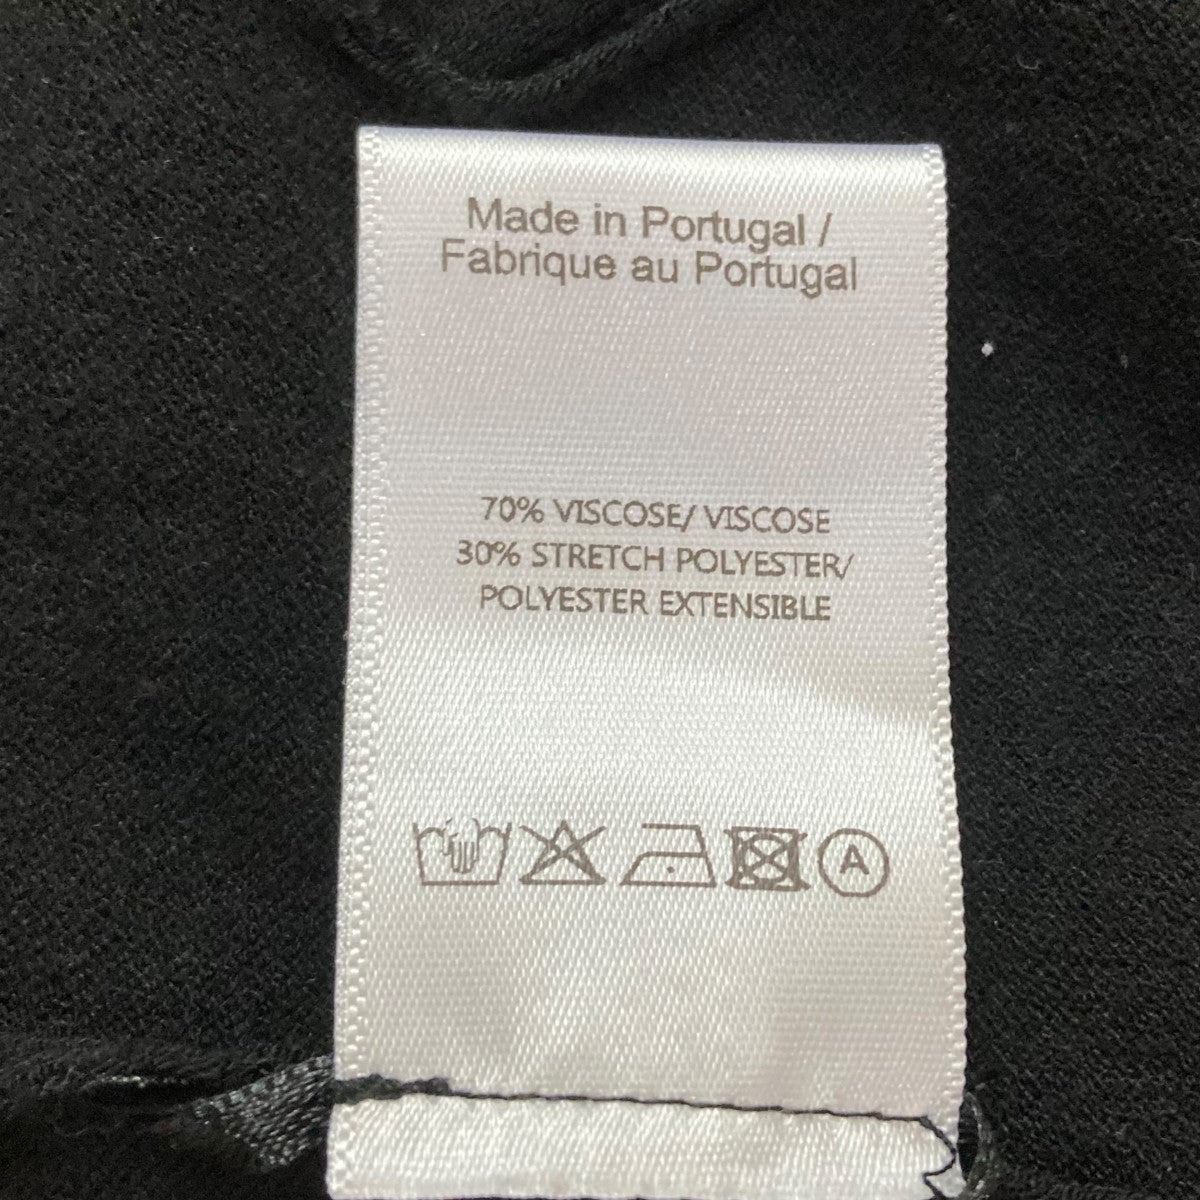 Made in Portugal /
Fabrique au Portugal
70% VISCOSE/ VISCOSE
30% STRETCH POLYESTER/
POLYESTER EXTENSIBLE
A